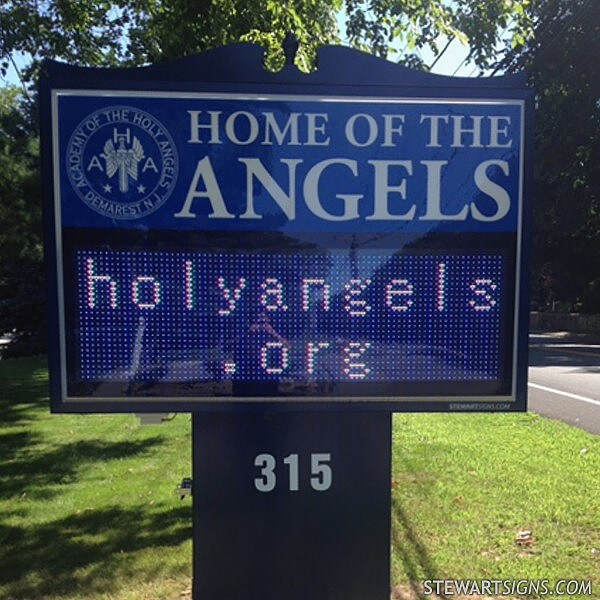 ACADEMY OF THE HOLY ANGELS
H
A A
DEMAREST N.J.
HOME OF THE
ANGELS
holyangels
.org
STEWARTSIGNS.COM
315
STEWARTSIGNS.COM